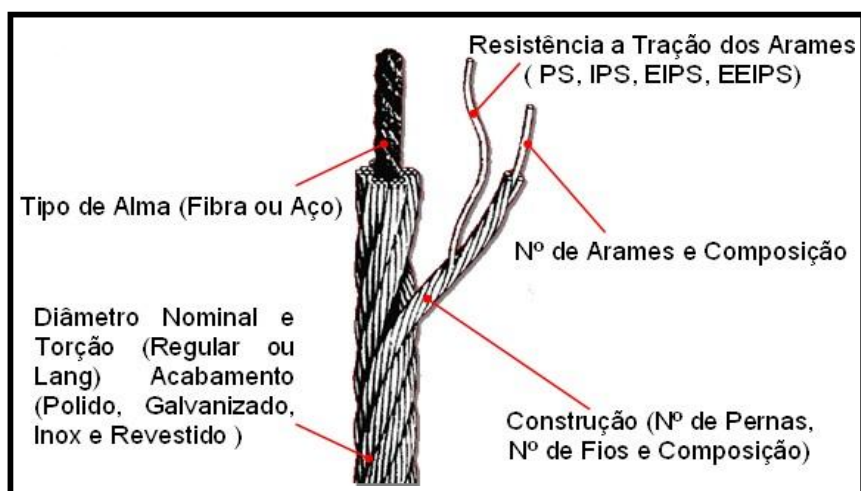 Resistência a Tração dos Arames
( PS, IPS, EIPS, EEIPS)
Tipo de Alma (Fibra ou Aço)
Nº de Arames e Composição
Diâmetro Nominal e
Torção (Regular ou
Lang) Acabamento
(Polido, Galvanizado,
Inox e Revestido )
Construção (Nº de Pernas,
Nº de Fios e Composição)